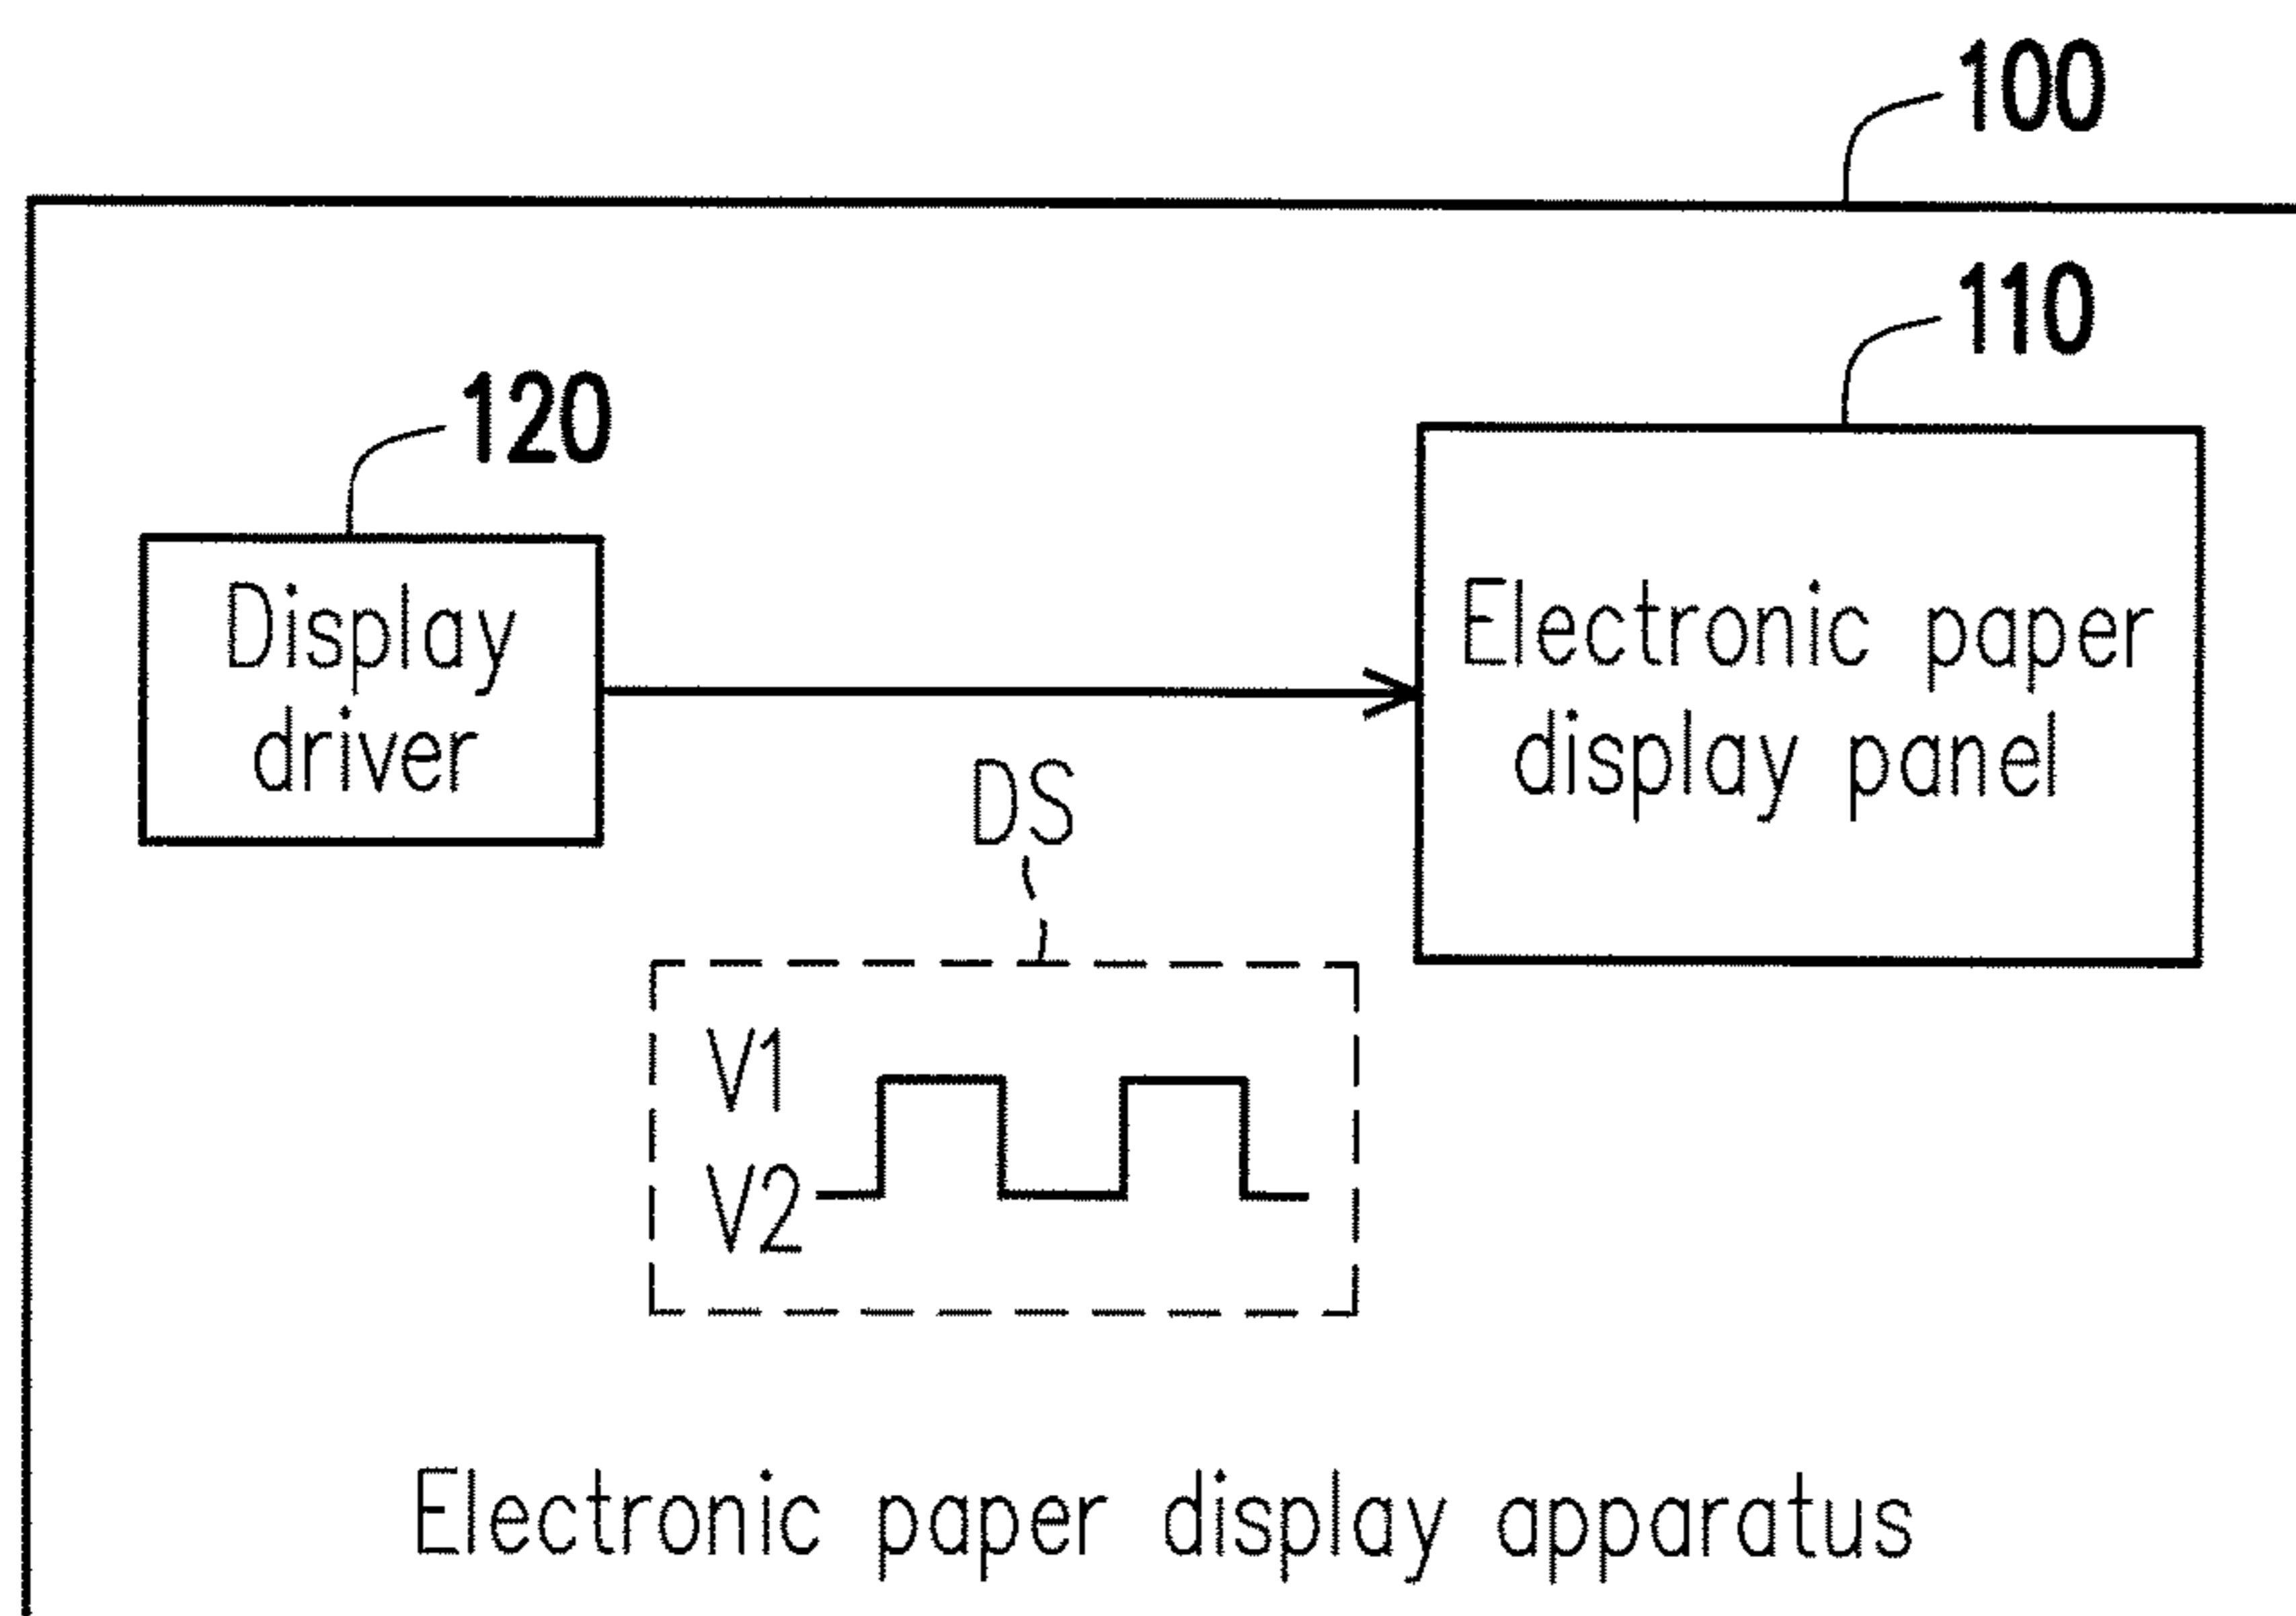 100
110
120
Display
driver
Electronic paper
display panel
DS
V1
V2
Electronic paper display apparatus